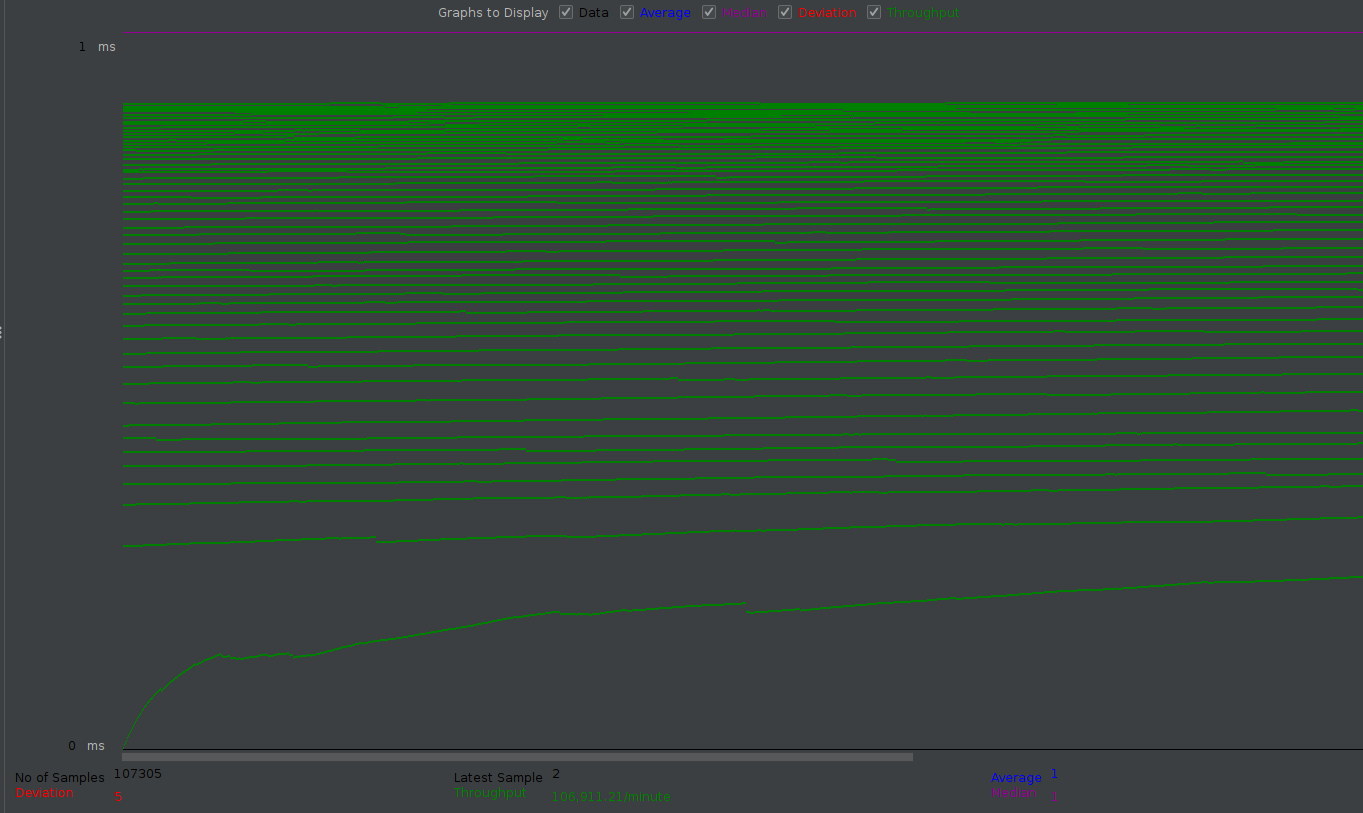 Graphs to Display Data Average Median Deviation Throughput
1 ms
0 ms
No of Samples 107305 Latest Sample 2 Average 1
Deviation 5 Throughput 106,911.21/minute Median 1